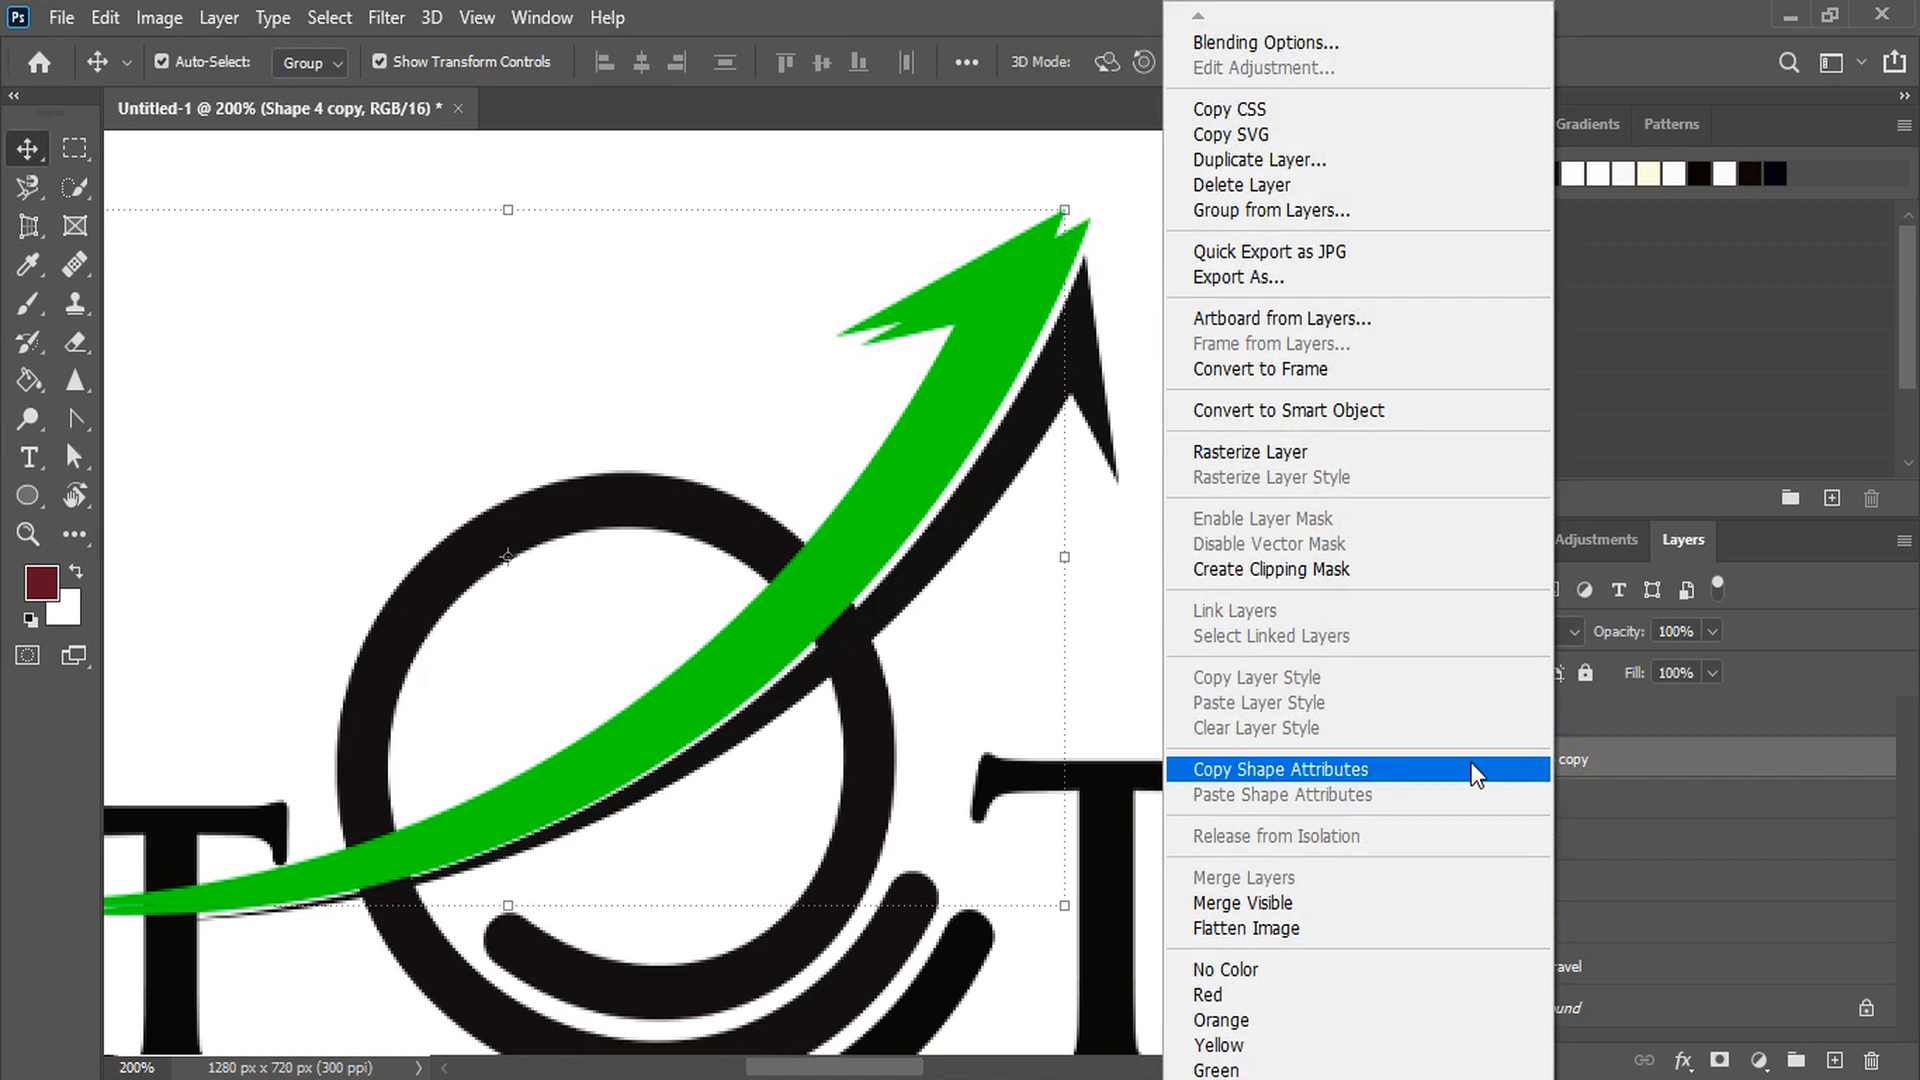 Ps File Edit Image Layer Type Select Filter 3D View Window Help
Auto-Select: Group Show Transform Controls 3D Mode:
Untitled-1 @ 200% (Shape 4 copy, RGB/16) *
Blending Options...
Edit Adjustment...
Copy CSS
Copy SVG
Duplicate Layer...
Delete Layer
Group from Layers...
Quick Export as JPG
Export As...
Artboard from Layers...
Frame from Layers...
Convert to Frame
Convert to Smart Object
Rasterize Layer
Rasterize Layer Style
Enable Layer Mask
Disable Vector Mask
Create Clipping Mask
Link Layers
Select Linked Layers
Copy Layer Style
Paste Layer Style
Clear Layer Style
Copy Shape Attributes
Paste Shape Attributes
Release from Isolation
Merge Layers
Merge Visible
Flatten Image
No Color
Red
Orange
Yellow
Green
Gradients Patterns
Adjustments Layers
Opacity: 100%
Fill: 100%
copy
ravel
und
T T
200% 1280 px x 720 px (300 ppi)